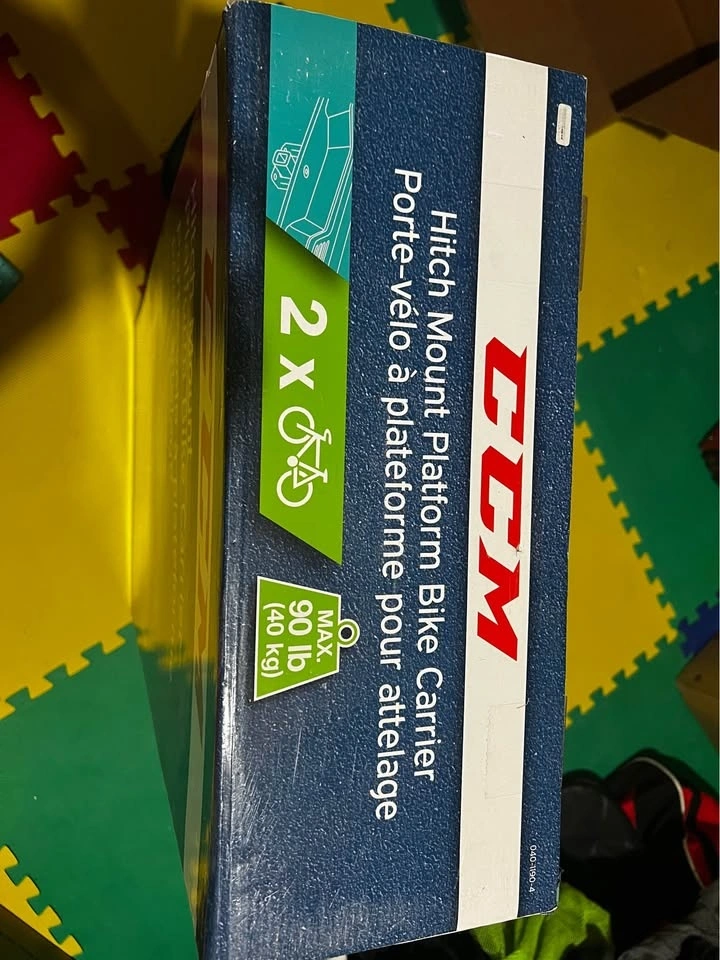 CCM
Hitch Mount Platform Bike Carrier
Porte-vélo à plateforme pour attelage
2 x
MAX.
90 lb
(40 kg)
040-1190-4